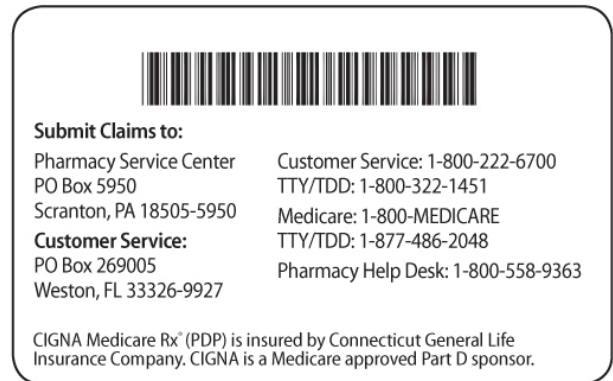 Submit Claims to:
Pharmacy Service Center
PO Box 5950
Scranton, PA 18505-5950
Customer Service:
PO Box 269005
Weston, FL 33326-9927
Customer Service: 1-800-222-6700
TTY/TDD: 1-800-322-1451
Medicare: 1-800-MEDICARE
TTY/TDD: 1-877-486-2048
Pharmacy Help Desk: 1-800-558-9363
CIGNA Medicare Rx® (PDP) is insured by Connecticut General Life
Insurance Company. CIGNA is a Medicare approved Part D sponsor.